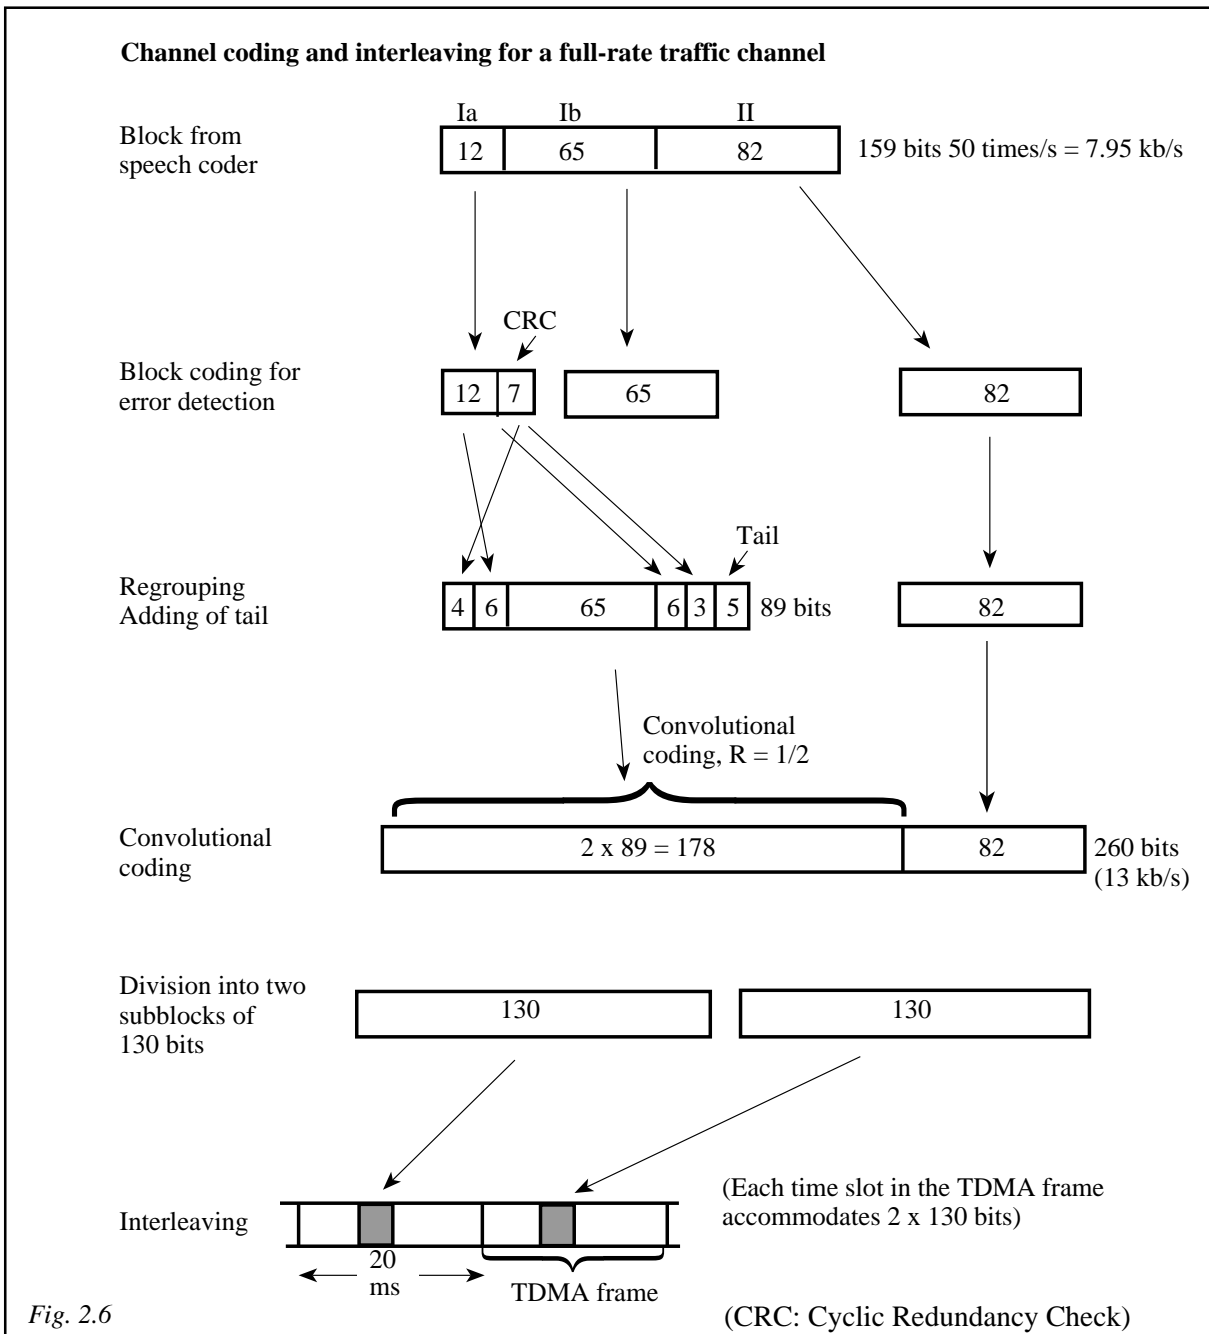 Channel coding and interleaving for a full-rate traffic channel
Ia Ib II
Block from
speech coder
12 65 82
159 bits 50 times/s = 7.95 kb/s
CRC
Block coding for
error detection
12 7 65 82
Tail
Regrouping
Adding of tail
4 6 65 6 3 5
89 bits
82
Convolutional
coding, R = 1/2
Convolutional
coding
2 x 89 = 178
82
260 bits
(13 kb/s)
Division into two
subblocks of
130 bits
130 130
Interleaving
(Each time slot in the TDMA frame
accommodates 2 x 130 bits)
20
ms
TDMA frame
Fig. 2.6
(CRC: Cyclic Redundancy Check)